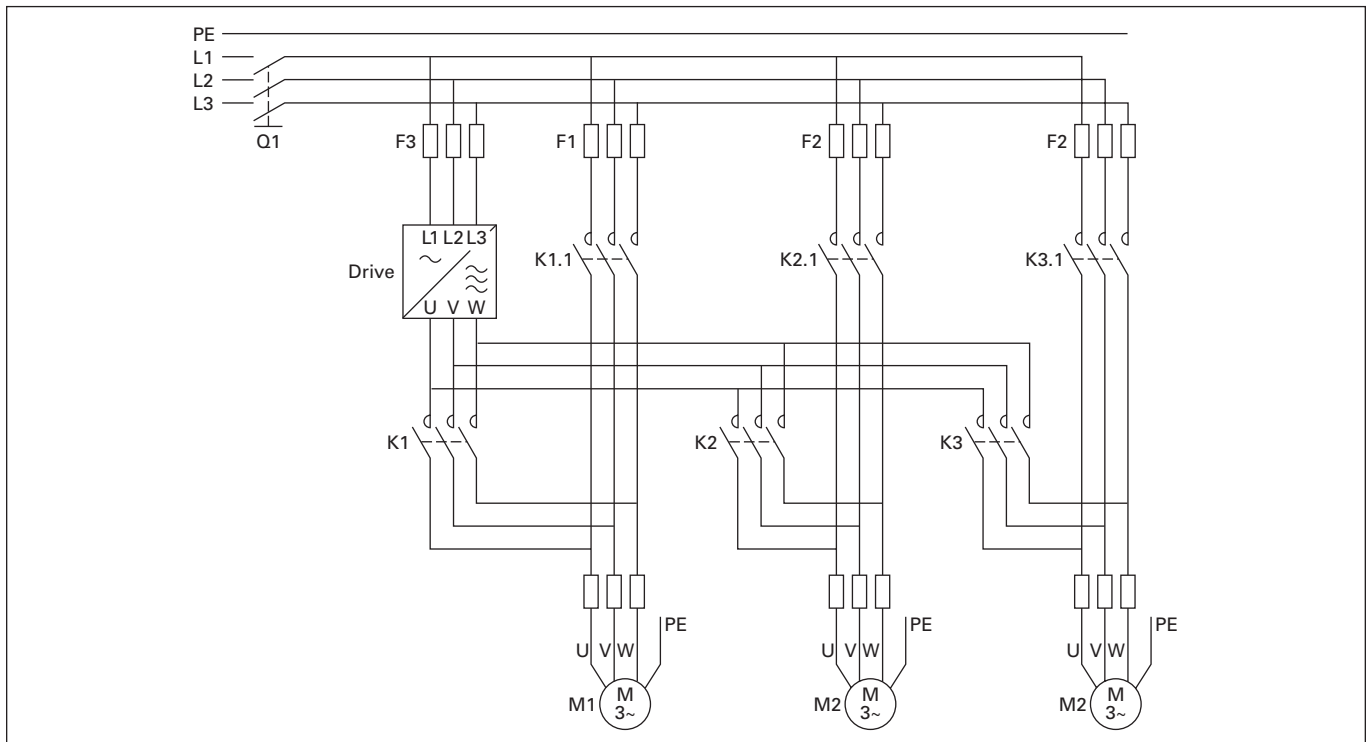 PE
L1
L2
L3
Q1
F3
F1
F2
F2
L1 L2 L3
Drive
U V W
K1.1
K2.1
K3.1
K1
K2
K3
PE
PE
PE
U V W
U V W
U V W
M1
M
3~
M2
M
3~
M2
M
3~